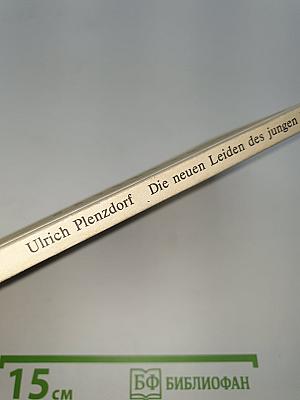 Ulrich Plenzdorf Die neuen Leiden des jungen
15 см БФ БИБЛИОФАН